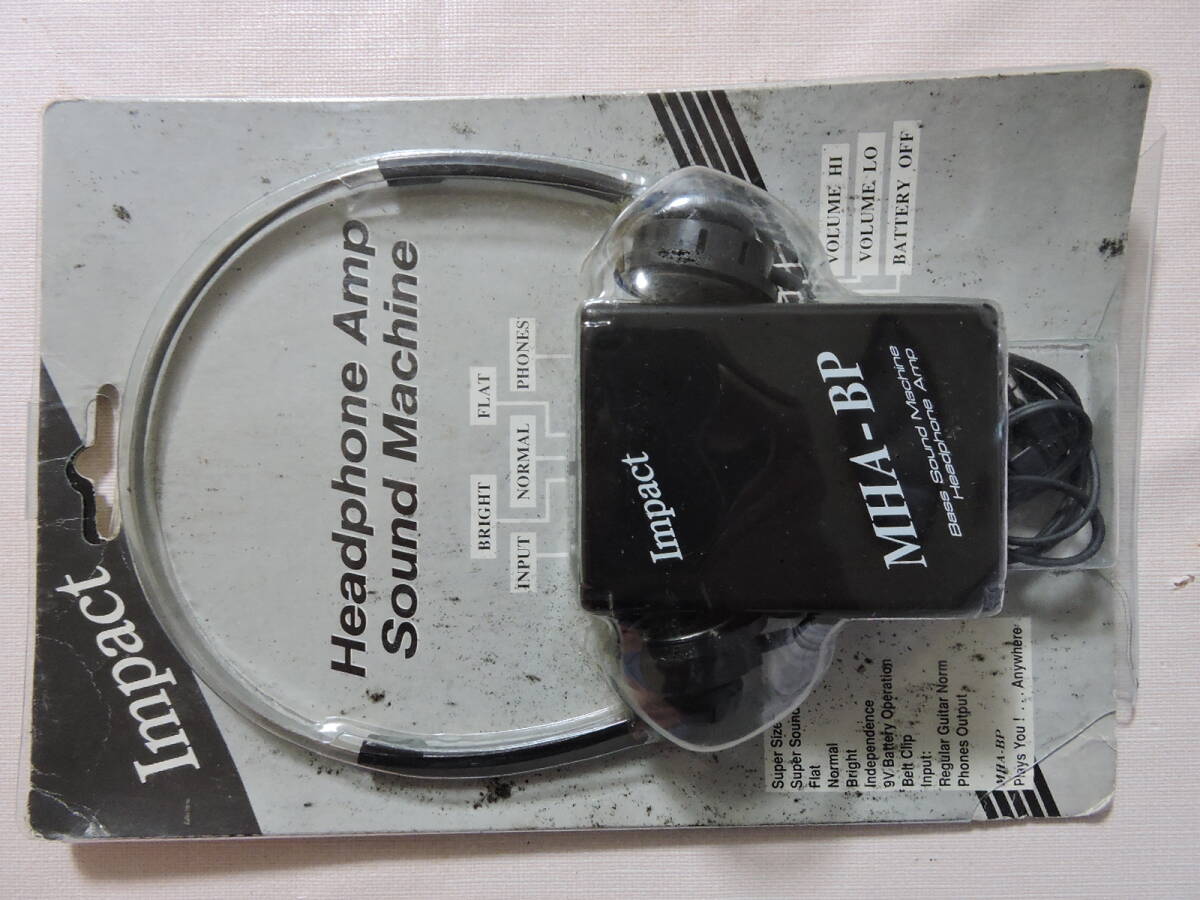 Impact
Headphone Amp
Sound Machine
BRIGHT FLAT
INPUT NORMAL PHONES
Impact
MHA-BP
Bass Sound Machine
Headphone Amp
VOLUME HI
VOLUME LO
BATTERY OFF
Super Size
Super Sound
Flat
Normal
Bright
Independence
9V Battery Operation
Belt Clip
Input:
Regular Guitar Norm
Phones Output
MHA-BP
Plays You! . . . Anywhere